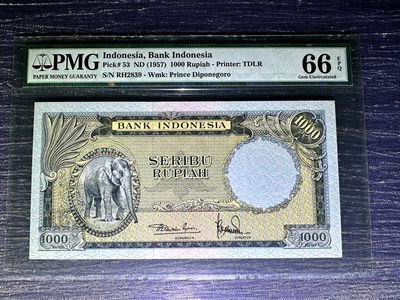 PMG
PAPER MONEY GUARANTY
Indonesia, Bank Indonesia
Pick# 53 ND (1957) 1000 Rupiah - Printer: TDLR
S/N RH2839 - Wmk: Prince Diponegoro
66 EPQ
Gem Uncirculated
BANK INDONESIA
1000
SERIBU
RUPIAH
1000
1000